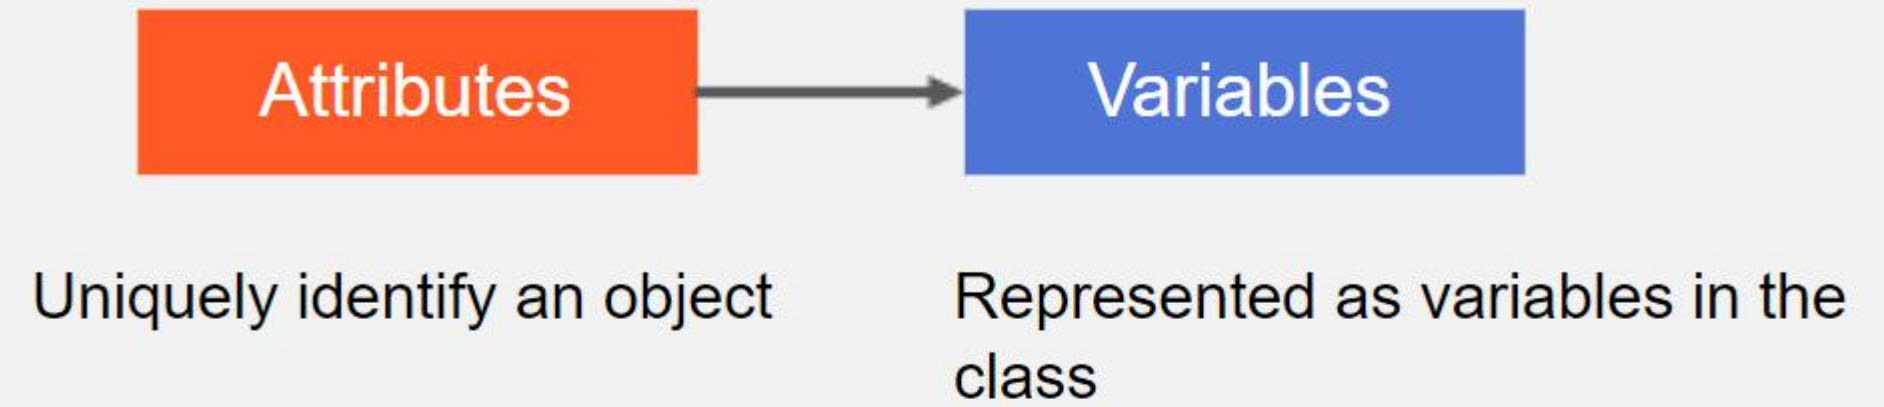 Attributes
Variables
Uniquely identify an object
Represented as variables in the
class